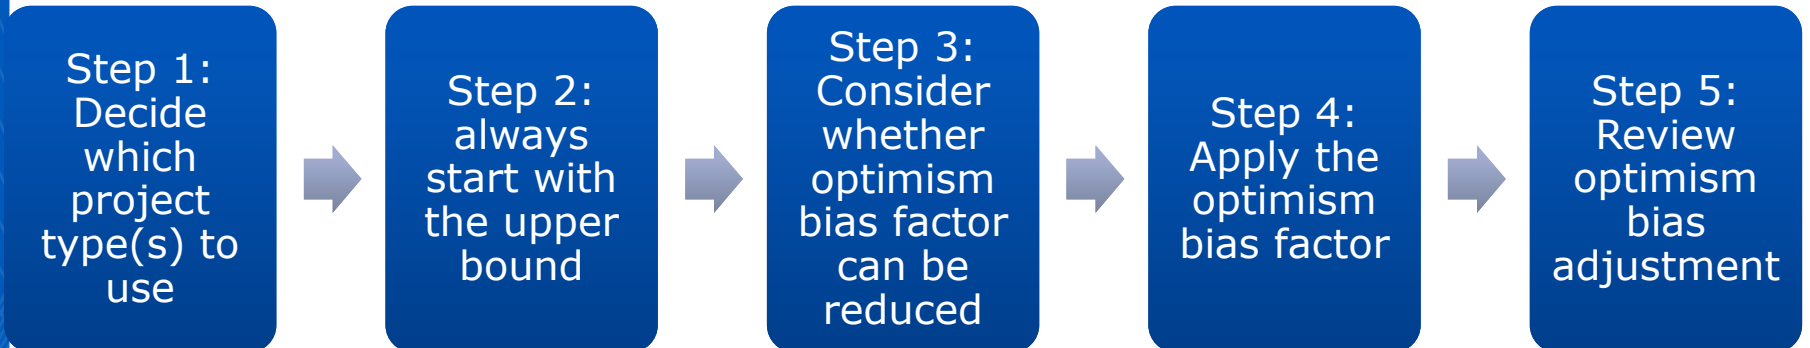 Step 1:
Decide
which
project
type(s) to
use
Step 2:
always
start with
the upper
bound
Step 3:
Consider
whether
optimism
bias factor
can be
reduced
Step 4:
Apply the
optimism
bias factor
Step 5:
Review
optimism
bias
adjustment